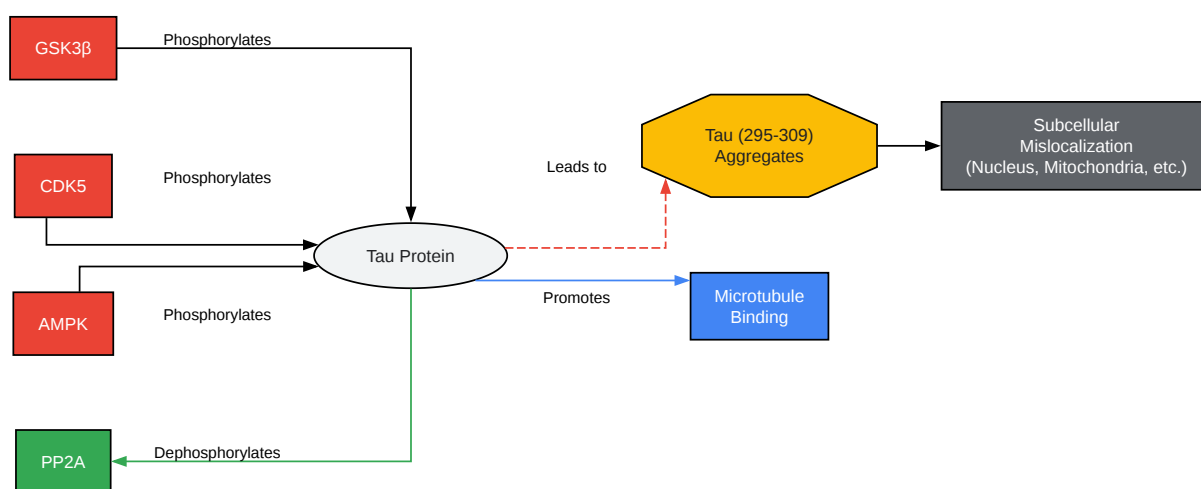 GSK3β
Phosphorylates
CDK5
Phosphorylates
AMPK
Phosphorylates
PP2A
Dephosphorylates
Tau Protein
Leads to
Promotes
Tau (295-309)
Aggregates
Microtubule
Binding
Subcellular
Mislocalization
(Nucleus, Mitochondria, etc.)